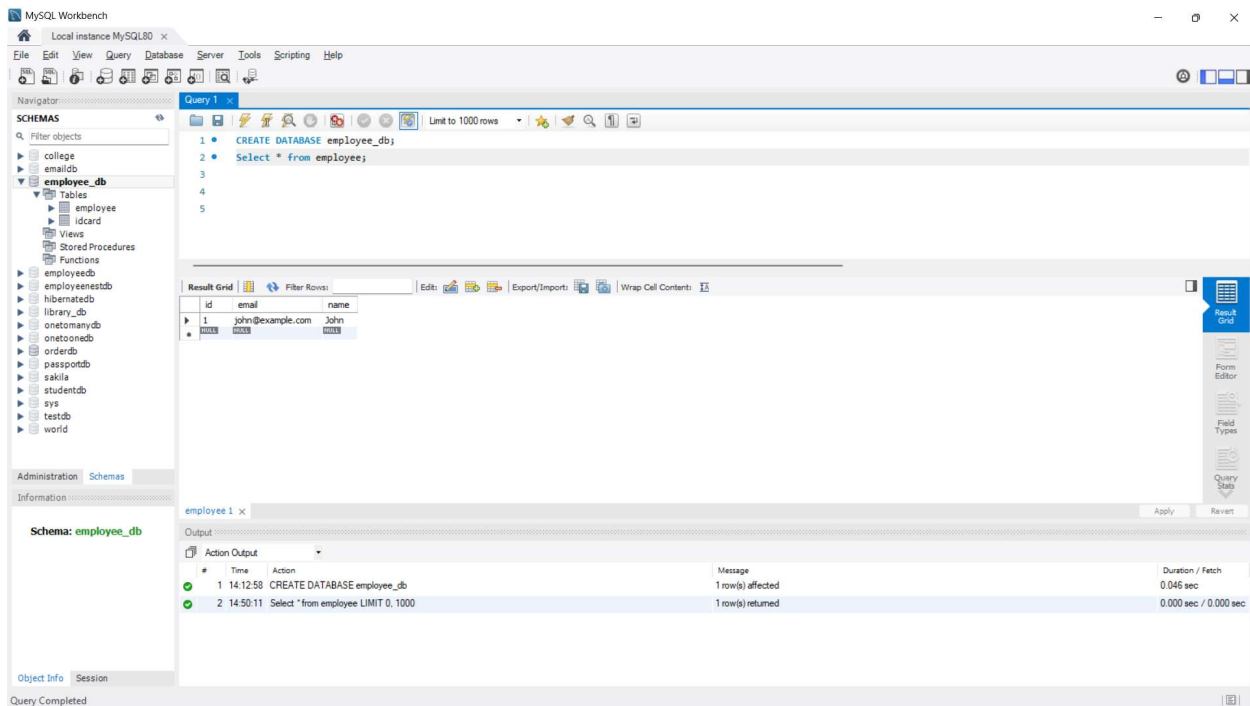 MySQL Workbench
Local instance MySQL80
File Edit View Query Database Server Tools Scripting Help
Navigator
SCHEMAS
Filter objects
college
emaildb
employee_db
Tables
employee
idcard
Views
Stored Procedures
Functions
employeedb
employeenestdb
hibernatedb
library_db
onetomanydb
onetoonedb
orderdb
passportdb
sakila
studentdb
sys
testdb
world
Administration Schemas
Information
Schema: employee_db
Object Info Session
Query 1
Limit to 1000 rows
1 CREATE DATABASE employee_db;
2 Select * from employee;
3
4
5
Result Grid Filter Rows: Edit: Export/Import: Wrap Cell Content:
id email name
1 john@example.com John
NULL NULL NULL
Result
Grid
Form
Editor
Field
Types
Query
Stats
employee 1 Apply Revert
Output
Action Output
# Time Action Message Duration / Fetch
1 14:12:58 CREATE DATABASE employee_db 1 row(s) affected 0.046 sec
2 14:50:11 Select * from employee LIMIT 0, 1000 1 row(s) returned 0.000 sec / 0.000 sec
Query Completed